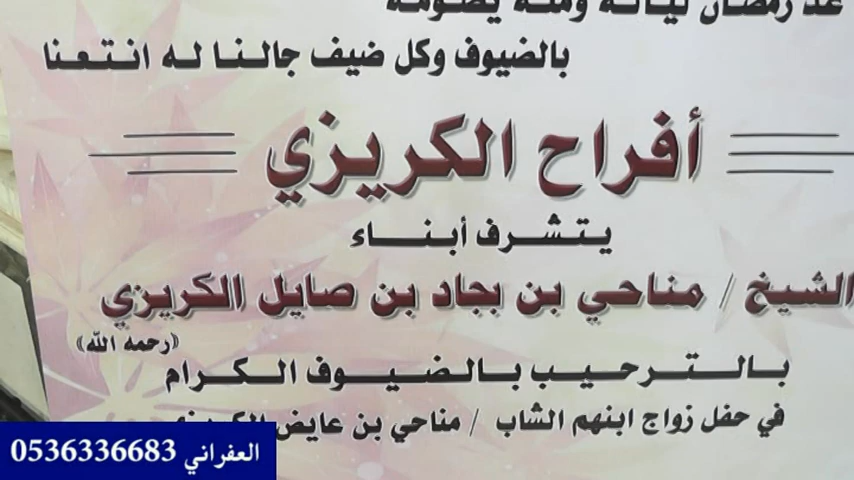 بالضيوف وكل ضيف جالنا له انتعنا
أفراح الكريزي
يتشرف أبناء
الشيخ / مناحي بن بجاد بن صايل الكريزي
(رحمه الله)
بالترحيب بالضيوف الكرام
في حفل زواج ابنهم الشاب / مناحي بن عايض
العفراني 0536336683